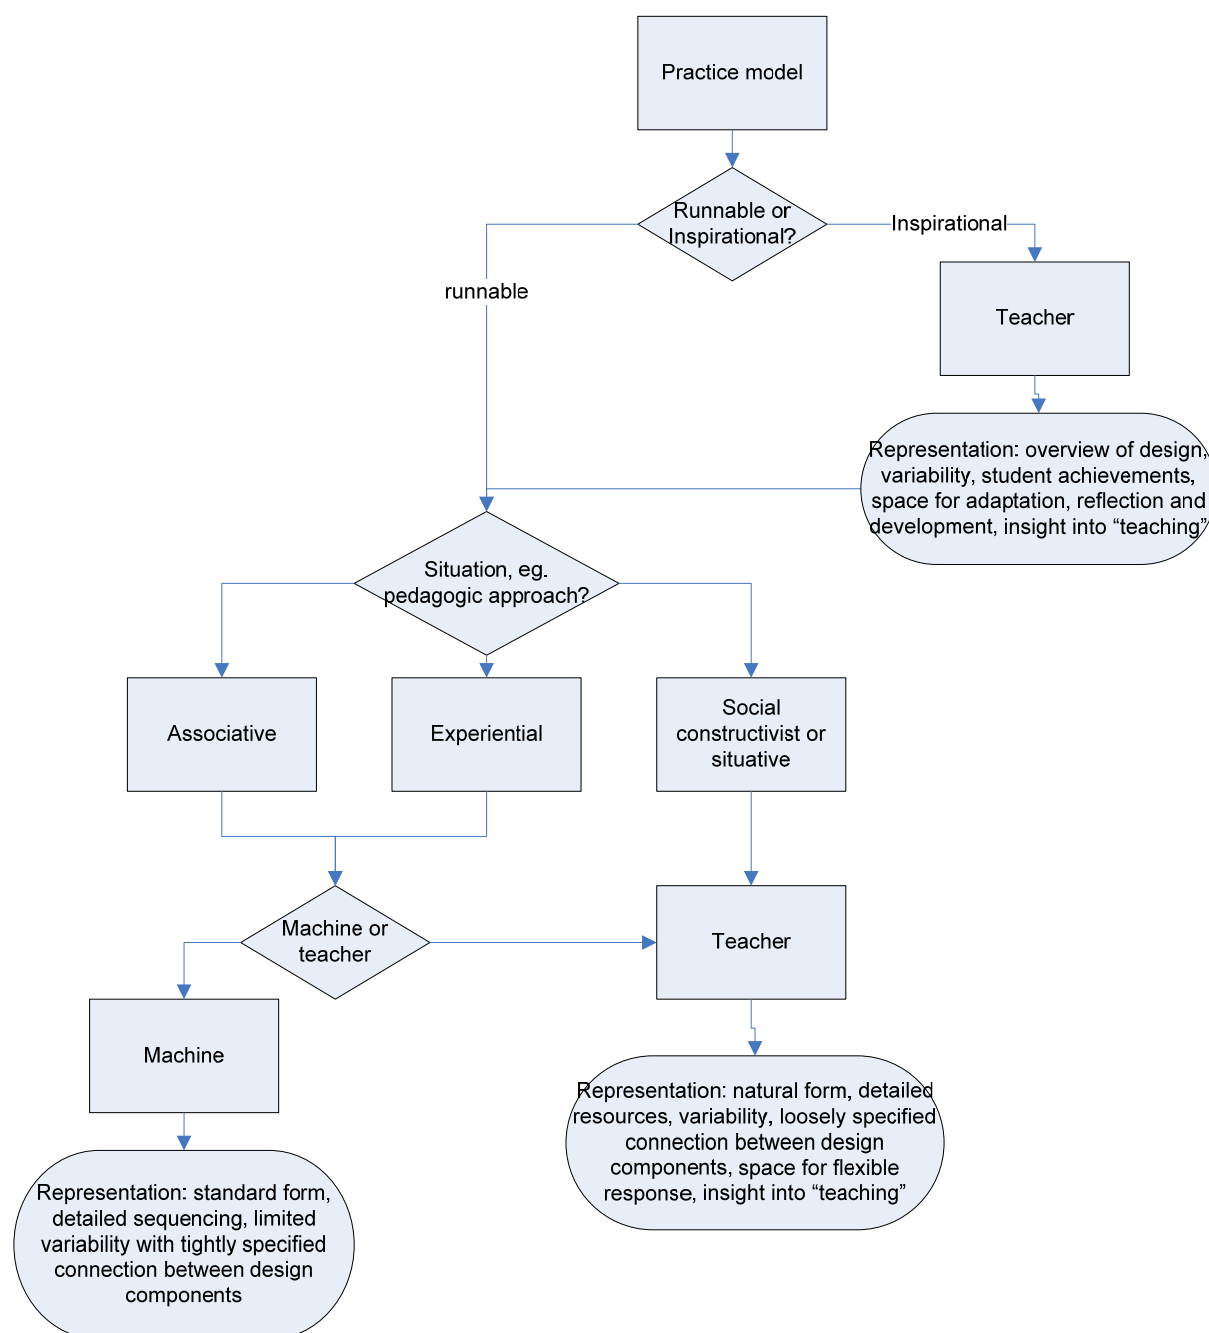 Practice model
Runnable or
Inspirational?
Inspirational
runnable
Teacher
Representation: overview of design,
variability, student achievements,
space for adaptation, reflection and
development, insight into “teaching”
Situation, eg.
pedagogic approach?
Associative
Experiential
Social
constructivist or
situative
Machine or
teacher
Teacher
Machine
Representation: natural form, detailed
resources, variability, loosely specified
connection between design
components, space for flexible
response, insight into “teaching”
Representation: standard form,
detailed sequencing, limited
variability with tightly specified
connection between design
components